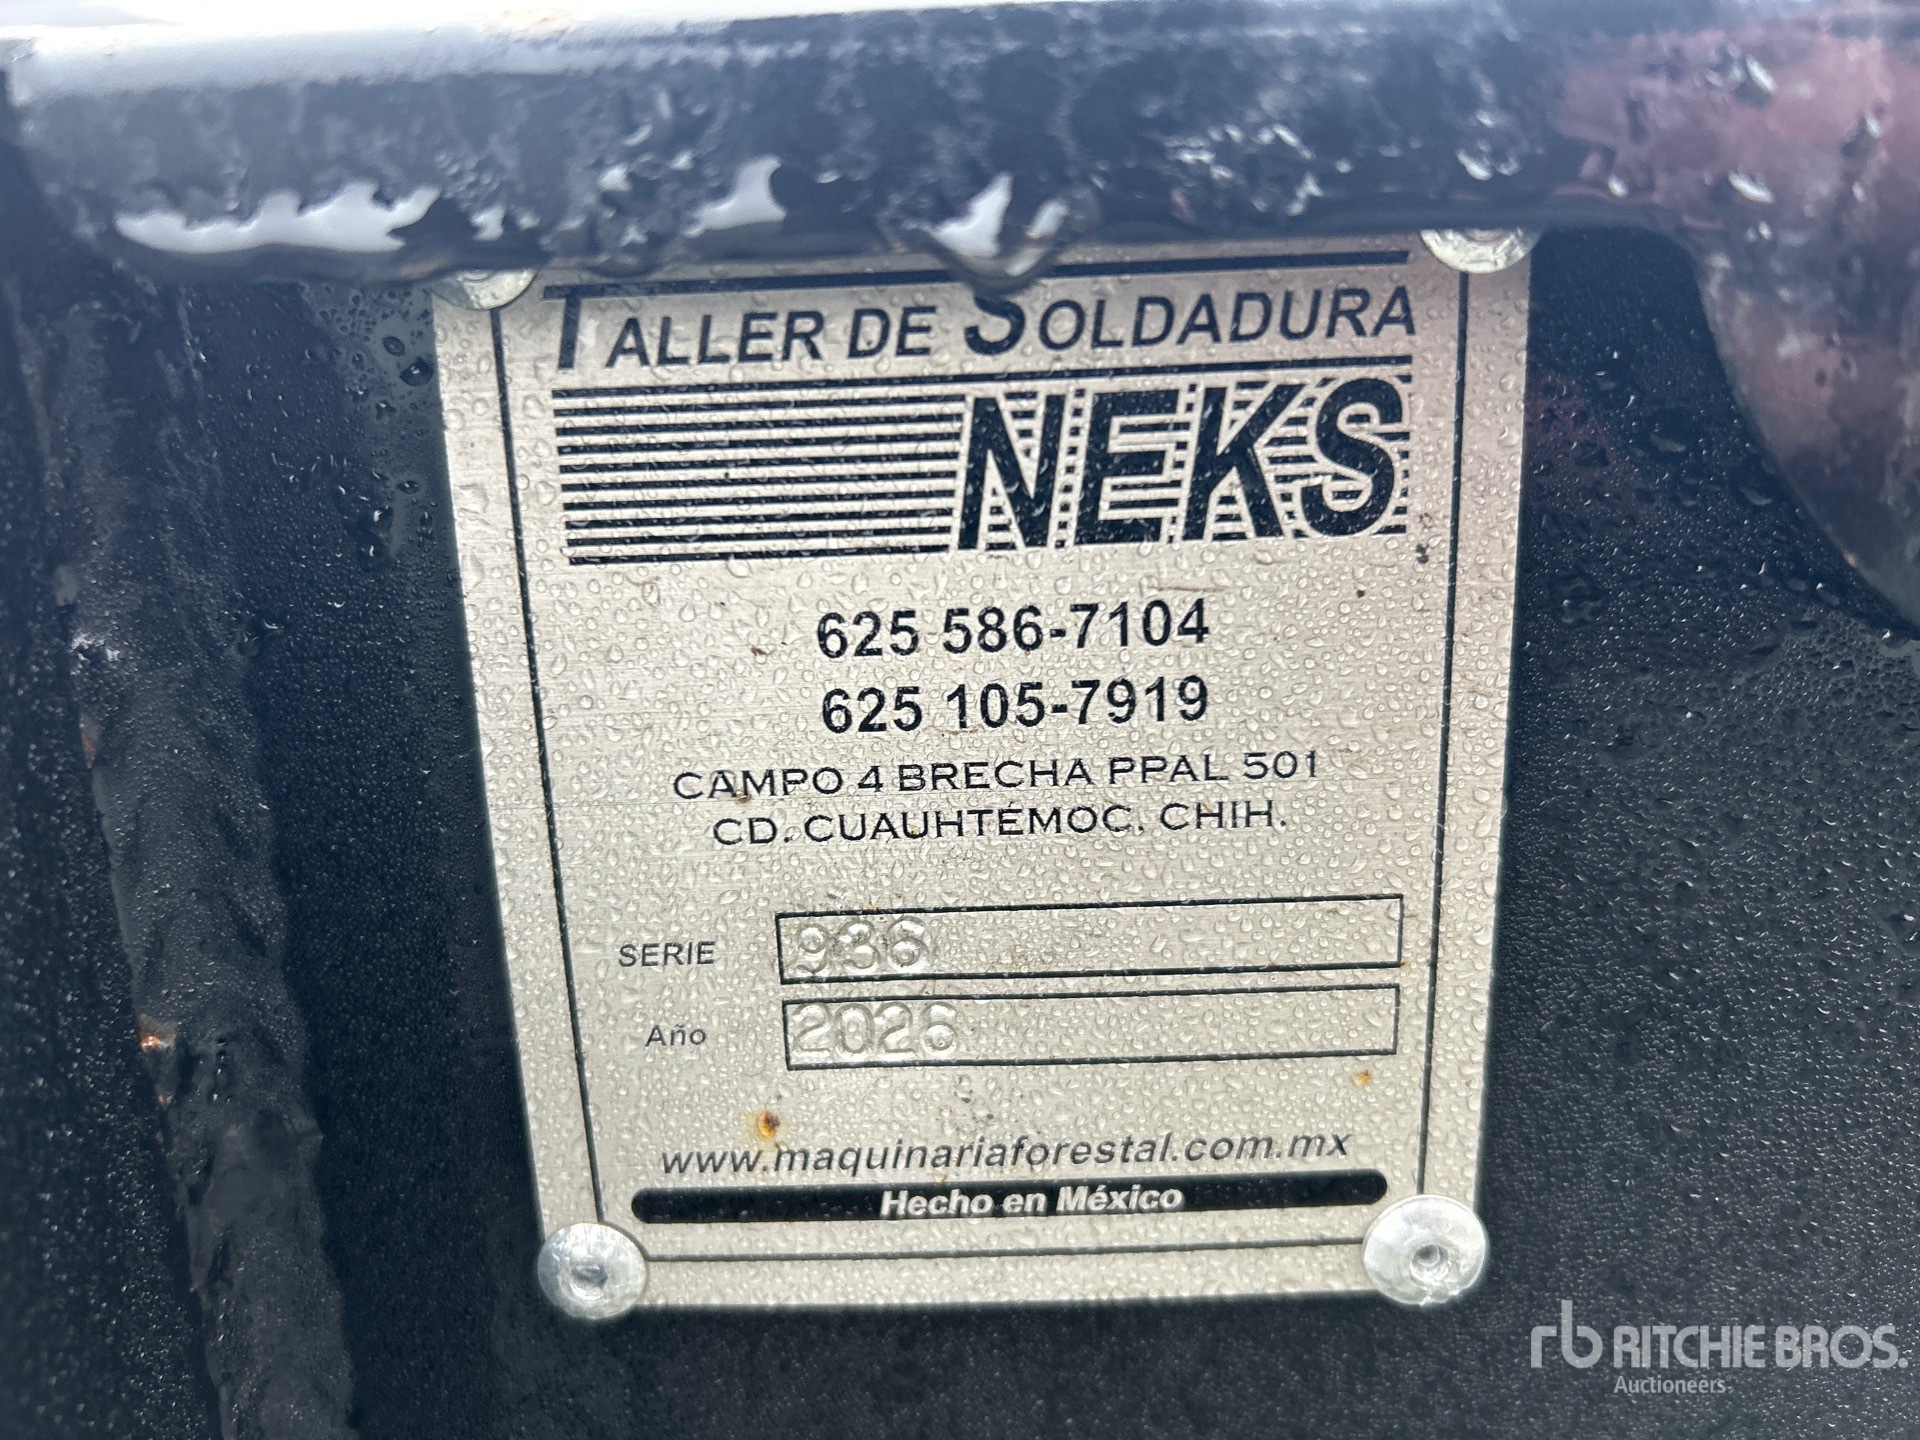 TALLER DE SOLDADURA
NEKS
625 586-7104
625 105-7919
CAMPO 4 BRECHA PPAL 501
CD. CUAUHTÉMOC, CHIH.
SERIE 936
Año 2026
www.maquinariaforestal.com.mx
Hecho en México
rb RITCHIE BROS.
Auctioneers